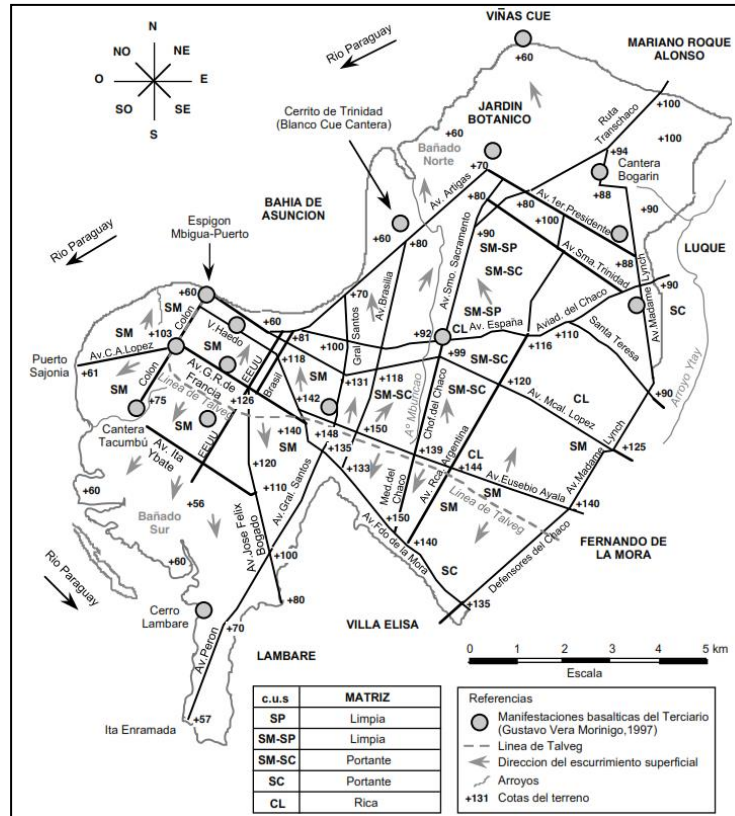 VIÑAS CUE
+60
Rio Paraguay
MARIANO ROQUE
ALONSO
N
NO
NE
O
E
SO
SE
S
Cerrito de Trinidad
(Blanco Cue Cantera)
JARDIN
BOTANICO
+60
Bañado
Norte
+70
Ruta
Transchaco
+100
+100
+94
Cantera
Bogarin
+88
+90
Av. Artigas
+80
+80
+100
Av.1er.Presidente
BAHIA DE
ASUNCION
Espigon
Mbigua-Puerto
Rio Paraguay
+60
+80
+90
SM-SP
SM-SC
SM-SP
Av.Sma.Trinidad
+88
LUQUE
Av.Madame Lynch
+90
SC
Av.Smo. Sacramento
Av.Brasilia
+70
Gral. Santos
+60
SM
Colon
SM
+103
V.Haedo
SM
+60
+81
+100
+92
CL
Av. España
Aviad. del Chaco
+110
Santa Teresa
+116
Puerto
Sajonia
Av.C.A.Lopez
+61
SM
Colon
+75
Av.G.R.de
Francia
Linea de Talveg
EEUU
Brasil
+118
SM
+142
+131
+118
SM-SC
Aº Mburicao
Chof.del Chaco
+99
SM-SC
SM-SC
+120
CL
Av. Mcal. Lopez
+90
Arroyo Ytay
Cantera
Tacumbú
SM
+126
EEUU
SM
+140
+148
+135
+150
+133
+139
CL
+144
Av. Rca. Argentina
SM
+125
Av. Ita
Ybate
+120
+110
Av.Gral. Santos
Med.del
Chaco
Av.Eusebio Ayala
SM
SM
Linea de Talveg
Av.Madame Lynch
+140
+60
+56
Bañado
Sur
Av.Jose Felix
Bogado
+150
+140
Av.Fdo de la Mora
SC
FERNANDO DE
LA MORA
Defensores del Chaco
+60
Rio Paraguay
+100
+80
+135
Cerro
Lambare
+70
VILLA ELISA
LAMBARE
Av.Peron
Ita Enramada
+57
0 1 2 3 4 5 km
Escala
c.u.s MATRIZ
SP Limpia
SM-SP Limpia
SM-SC Portante
SC Portante
CL Rica
Referencias
Manifestaciones basalticas del Terciario
(Gustavo Vera Morinigo,1997)
Linea de Talveg
Direccion del escurrimiento superficial
Arroyos
+131 Cotas del terreno